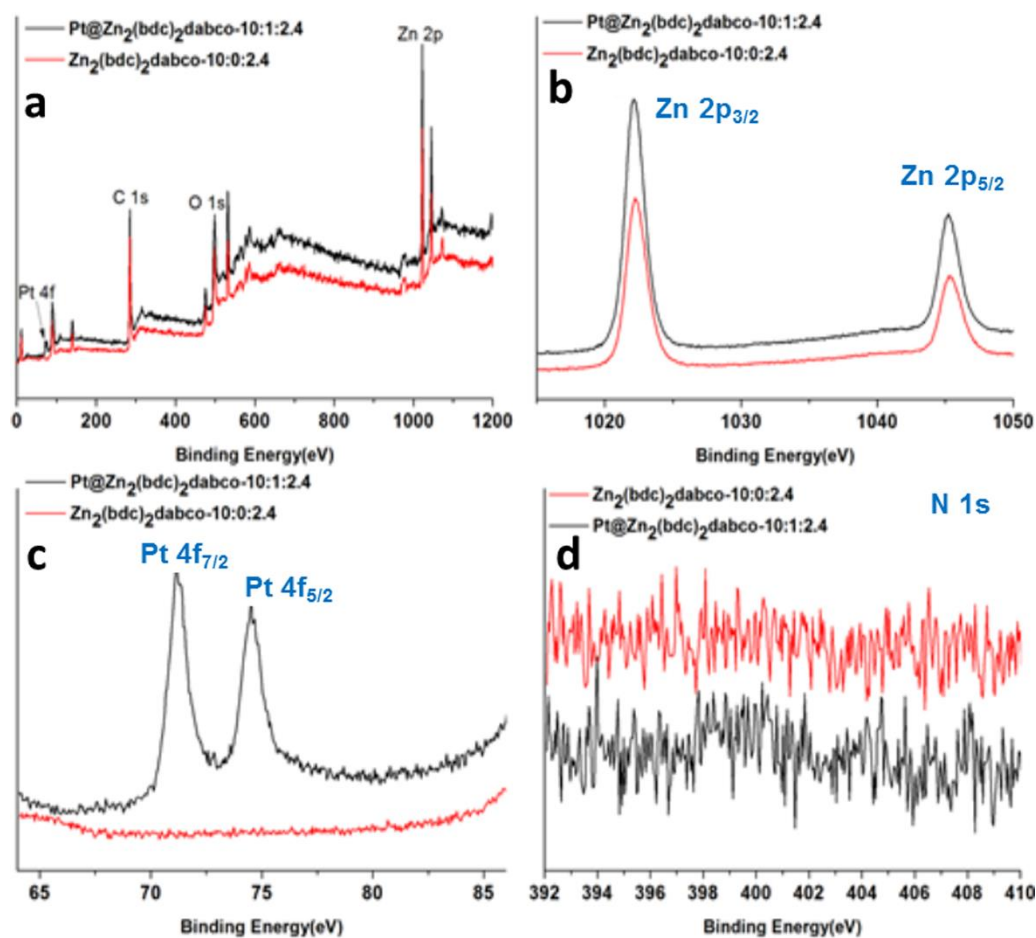 Pt@Zn2(bdc)2dabco-10:1:2.4
Zn2(bdc)2dabco-10:0:2.4
a
Zn 2p
C 1s
O 1s
Pt 4f
0 200 400 600 800 1000 1200
Binding Energy(eV)
Pt@Zn2(bdc)2dabco-10:1:2.4
Zn2(bdc)2dabco-10:0:2.4
b
Zn 2p3/2
Zn 2p5/2
1020 1030 1040 1050
Binding Energy(eV)
Pt@Zn2(bdc)2dabco-10:1:2.4
Zn2(bdc)2dabco-10:0:2.4
c
Pt 4f7/2
Pt 4f5/2
65 70 75 80 85
Binding Energy(eV)
Zn2(bdc)2dabco-10:0:2.4
Pt@Zn2(bdc)2dabco-10:1:2.4
N 1s
d
392 394 396 398 400 402 404 406 408 410
Binding Energy(eV)